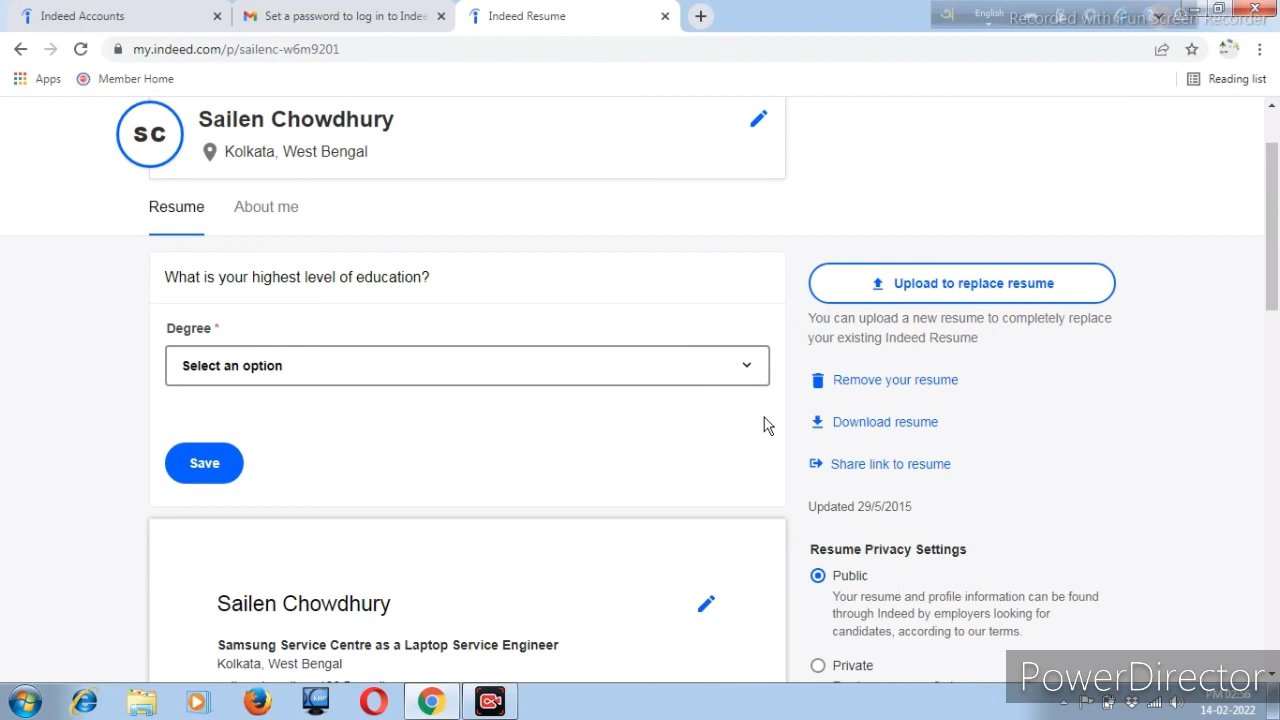 Indeed Accounts
Set a password to log in to Inde
Indeed Resume
English
Recorded with iFun Screen Recorder
my.indeed.com/p/sailenc-w6m9201
Apps
Member Home
Reading list
SC
Sailen Chowdhury
Kolkata, West Bengal
Resume
About me
What is your highest level of education?
Degree *
Select an option
Save
Upload to replace resume
You can upload a new resume to completely replace
your existing Indeed Resume
Remove your resume
Download resume
Share link to resume
Updated 29/5/2015
Resume Privacy Settings
Public
Your resume and profile information can be found
through Indeed by employers looking for
candidates, according to our terms.
Private
Sailen Chowdhury
Samsung Service Centre as a Laptop Service Engineer
Kolkata, West Bengal
PowerDirector
PM 02:56
14-02-2022